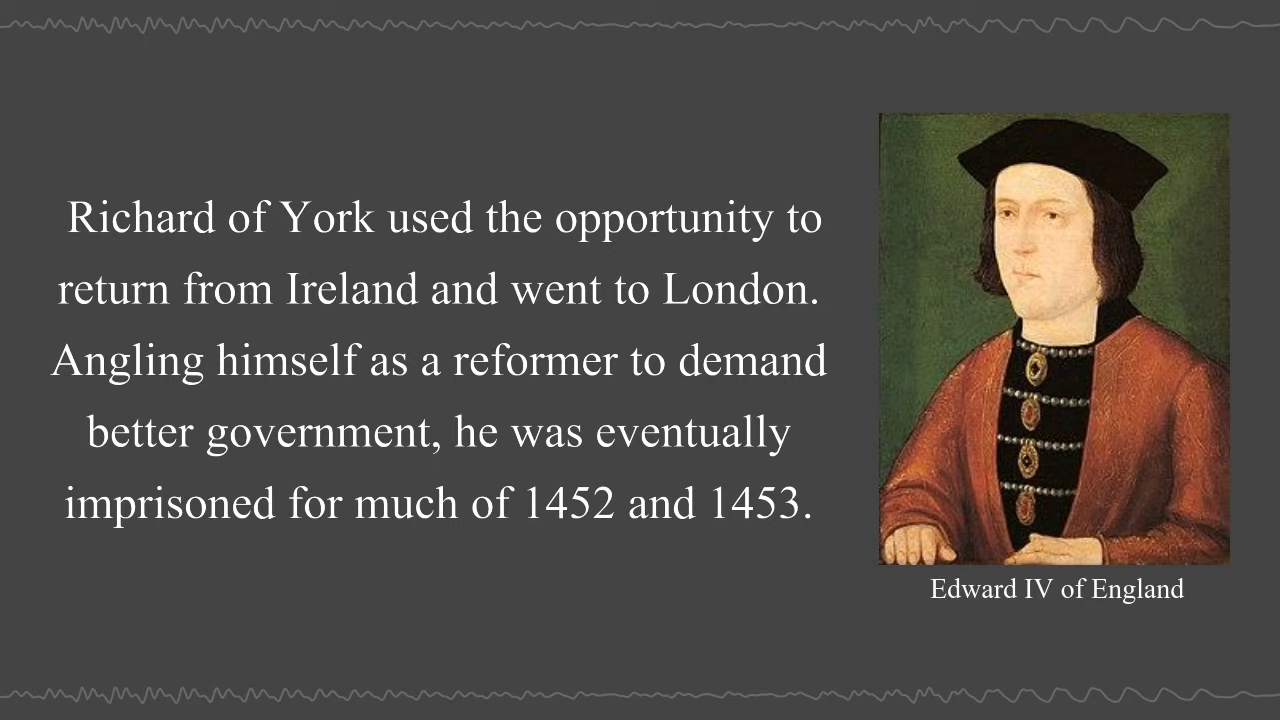 Richard of York used the opportunity to
return from Ireland and went to London.
Angling himself as a reformer to demand
better government, he was eventually
imprisoned for much of 1452 and 1453.
Edward IV of England